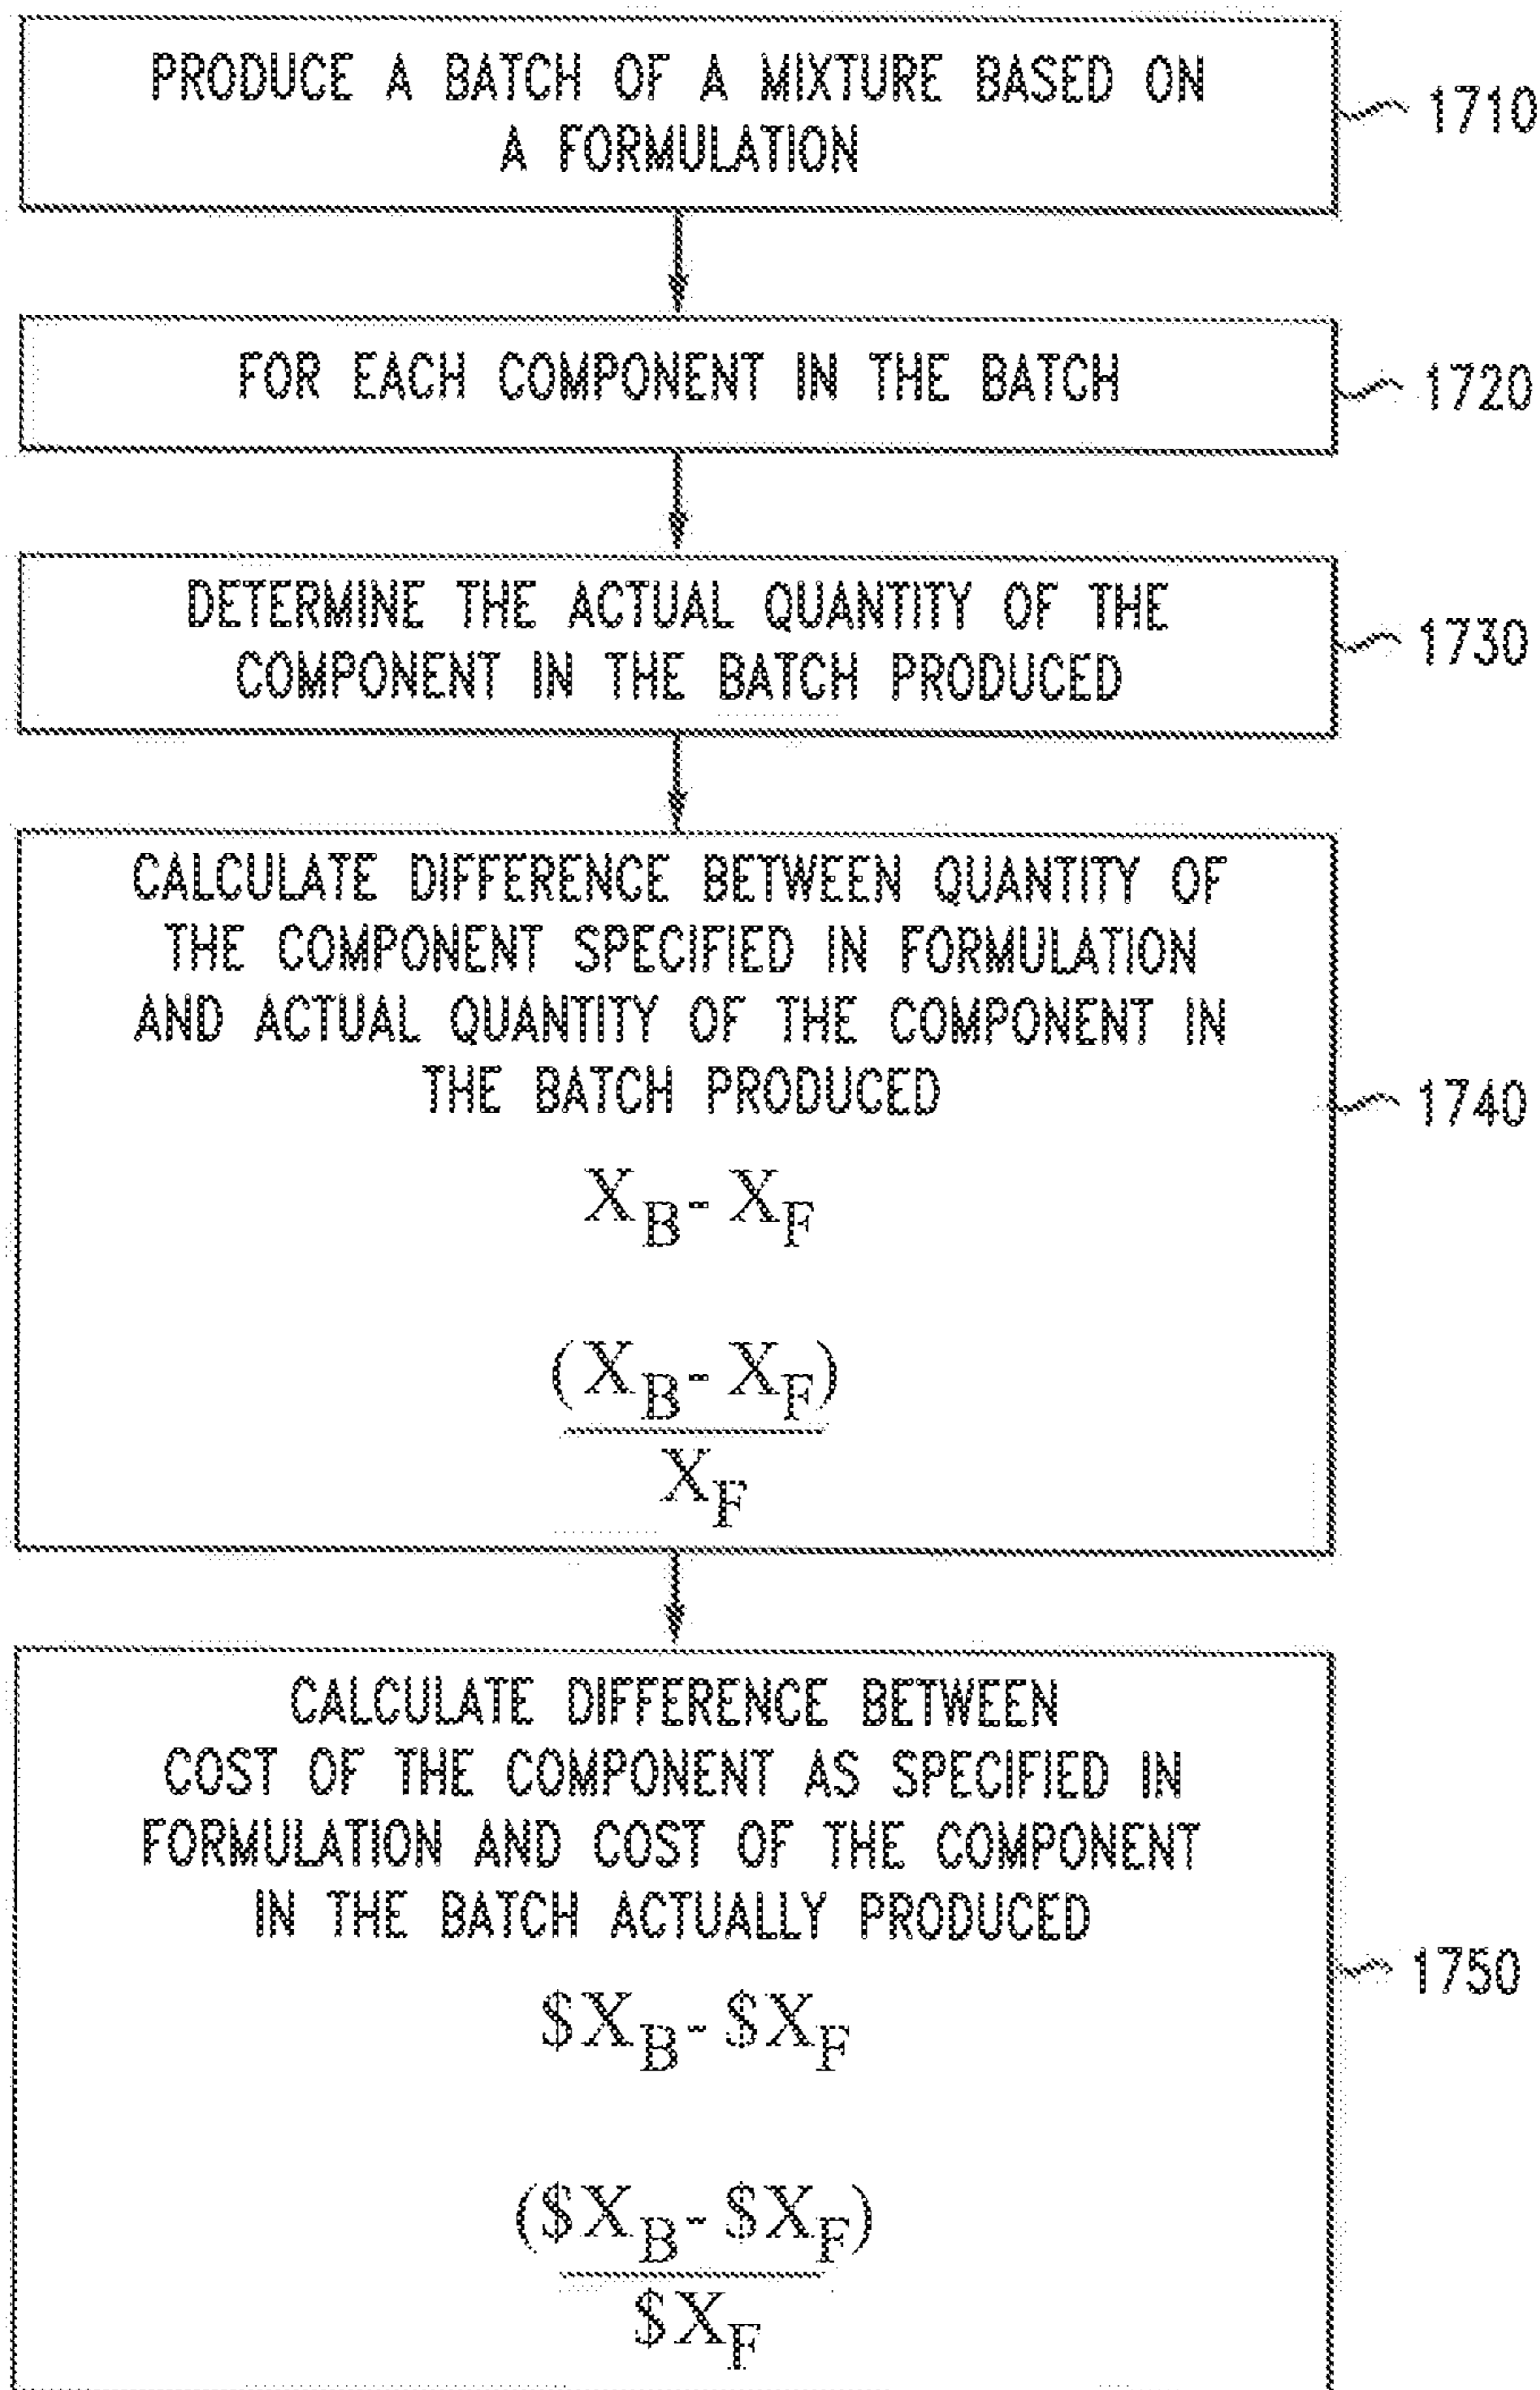 PRODUCE A BATCH OF A MIXTURE BASED ON
A FORMULATION
1710
FOR EACH COMPONENT IN THE BATCH
1720
DETERMINE THE ACTUAL QUANTITY OF THE
COMPONENT IN THE BATCH PRODUCED
1730
CALCULATE DIFFERENCE BETWEEN QUANTITY OF
THE COMPONENT SPECIFIED IN FORMULATION
AND ACTUAL QUANTITY OF THE COMPONENT IN
THE BATCH PRODUCED
1740
X_B - X_F
(X_B - X_F)
X_F
CALCULATE DIFFERENCE BETWEEN
COST OF THE COMPONENT AS SPECIFIED IN
FORMULATION AND COST OF THE COMPONENT
IN THE BATCH ACTUALLY PRODUCED
1750
$X_B - $X_F
($X_B - $X_F)
$X_F